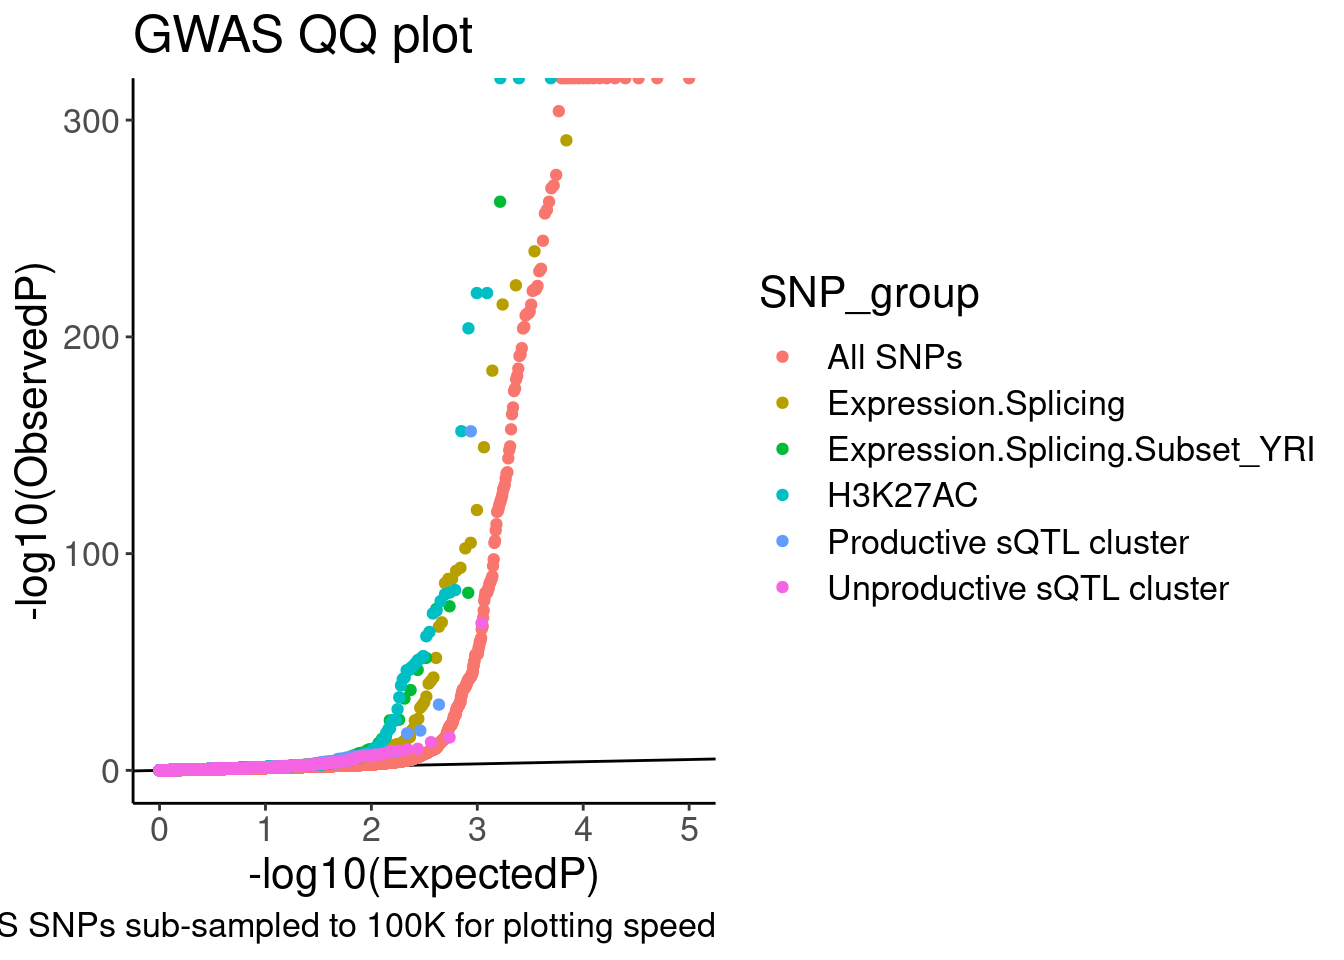 GWAS QQ plot
-log10(ObservedP)
300
200
100
0
0 1 2 3 4 5
-log10(ExpectedP)
S SNPs sub-sampled to 100K for plotting speed
SNP_group
All SNPs
Expression.Splicing
Expression.Splicing.Subset_YRI
H3K27AC
Productive sQTL cluster
Unproductive sQTL cluster